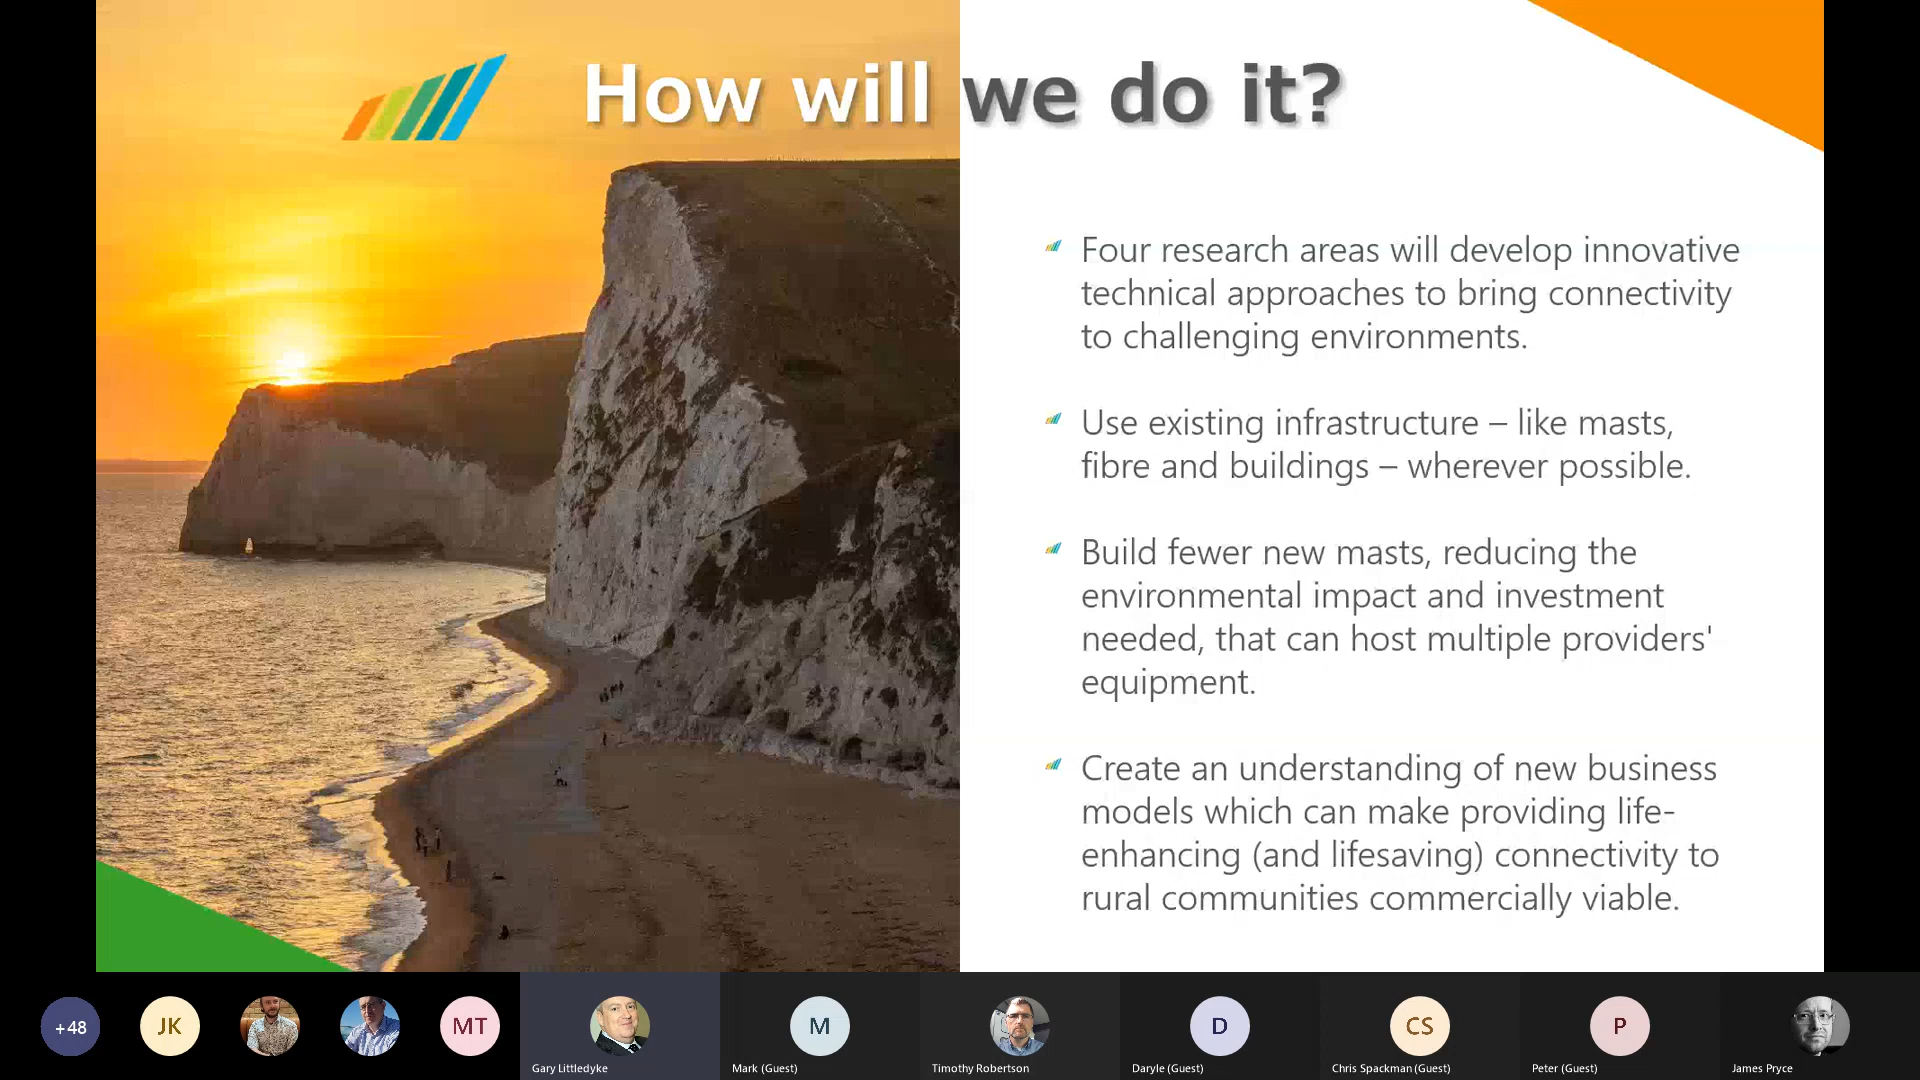 How will we do it?
Four research areas will develop innovative
technical approaches to bring connectivity
to challenging environments.
Use existing infrastructure – like masts,
fibre and buildings – wherever possible.
Build fewer new masts, reducing the
environmental impact and investment
needed, that can host multiple providers'
equipment.
Create an understanding of new business
models which can make providing life-
enhancing (and lifesaving) connectivity to
rural communities commercially viable.
+48
JK
MT
Gary Littledyke
M
Mark (Guest)
Timothy Robertson
D
Daryle (Guest)
CS
Chris Spackman (Guest)
P
Peter (Guest)
James Pryce